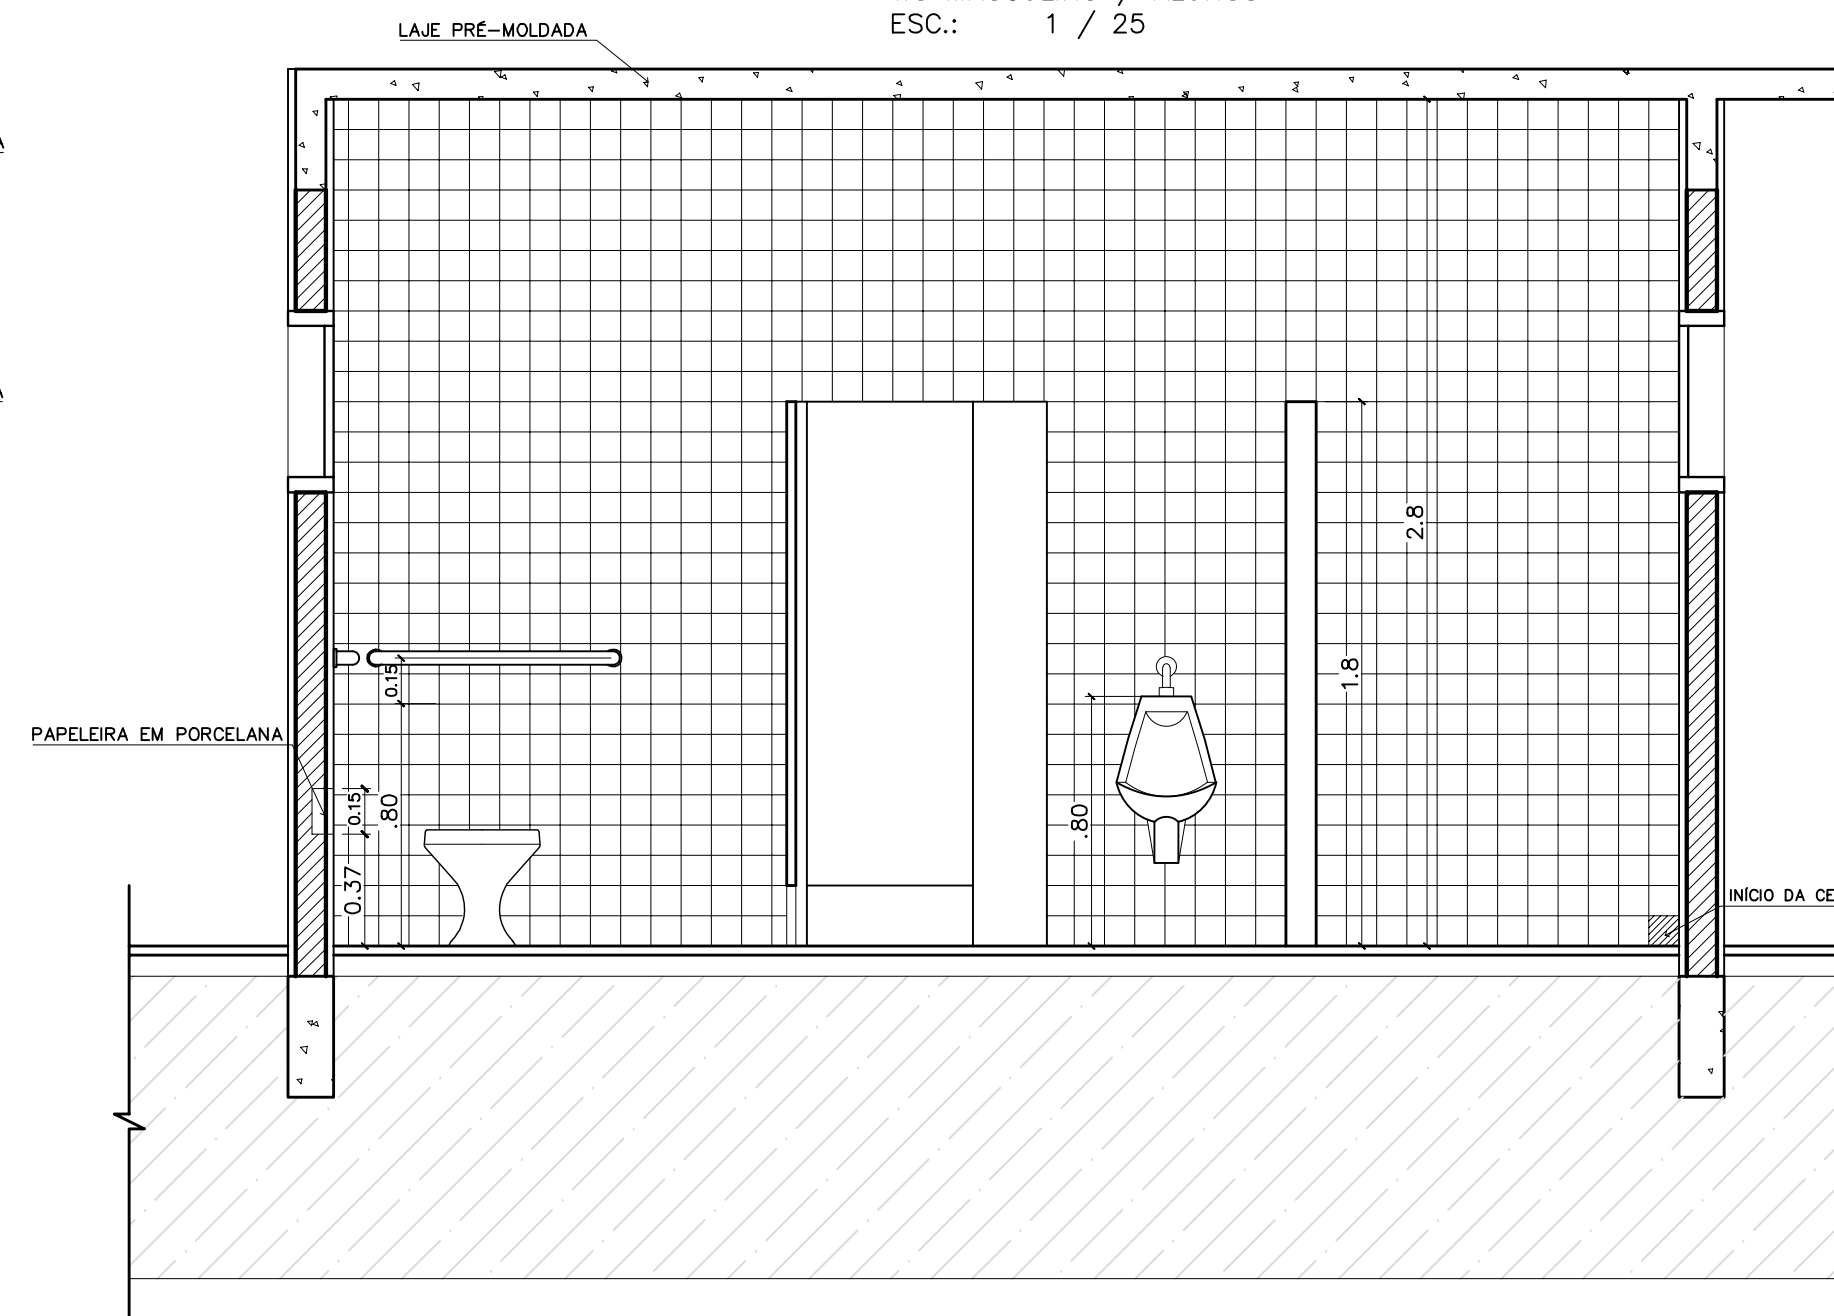 ESC.: 1 / 25
LAJE PRÉ-MOLDADA
2.8
1.8
0.15
PAPELEIRA EM PORCELANA
0.15
.80
.80
0.37
INÍCIO DA CE